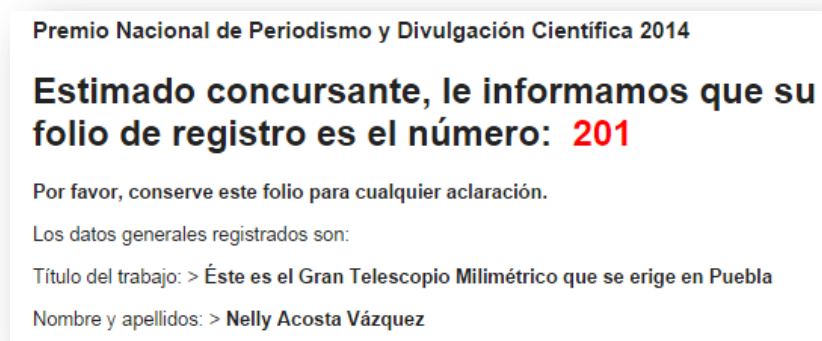 Premio Nacional de Periodismo y Divulgación Científica 2014
Estimado concursante, le informamos que su
folio de registro es el número: 201
Por favor, conserve este folio para cualquier aclaración.
Los datos generales registrados son:
Título del trabajo: > Éste es el Gran Telescopio Milimétrico que se erige en Puebla
Nombre y apellidos: > Nelly Acosta Vázquez